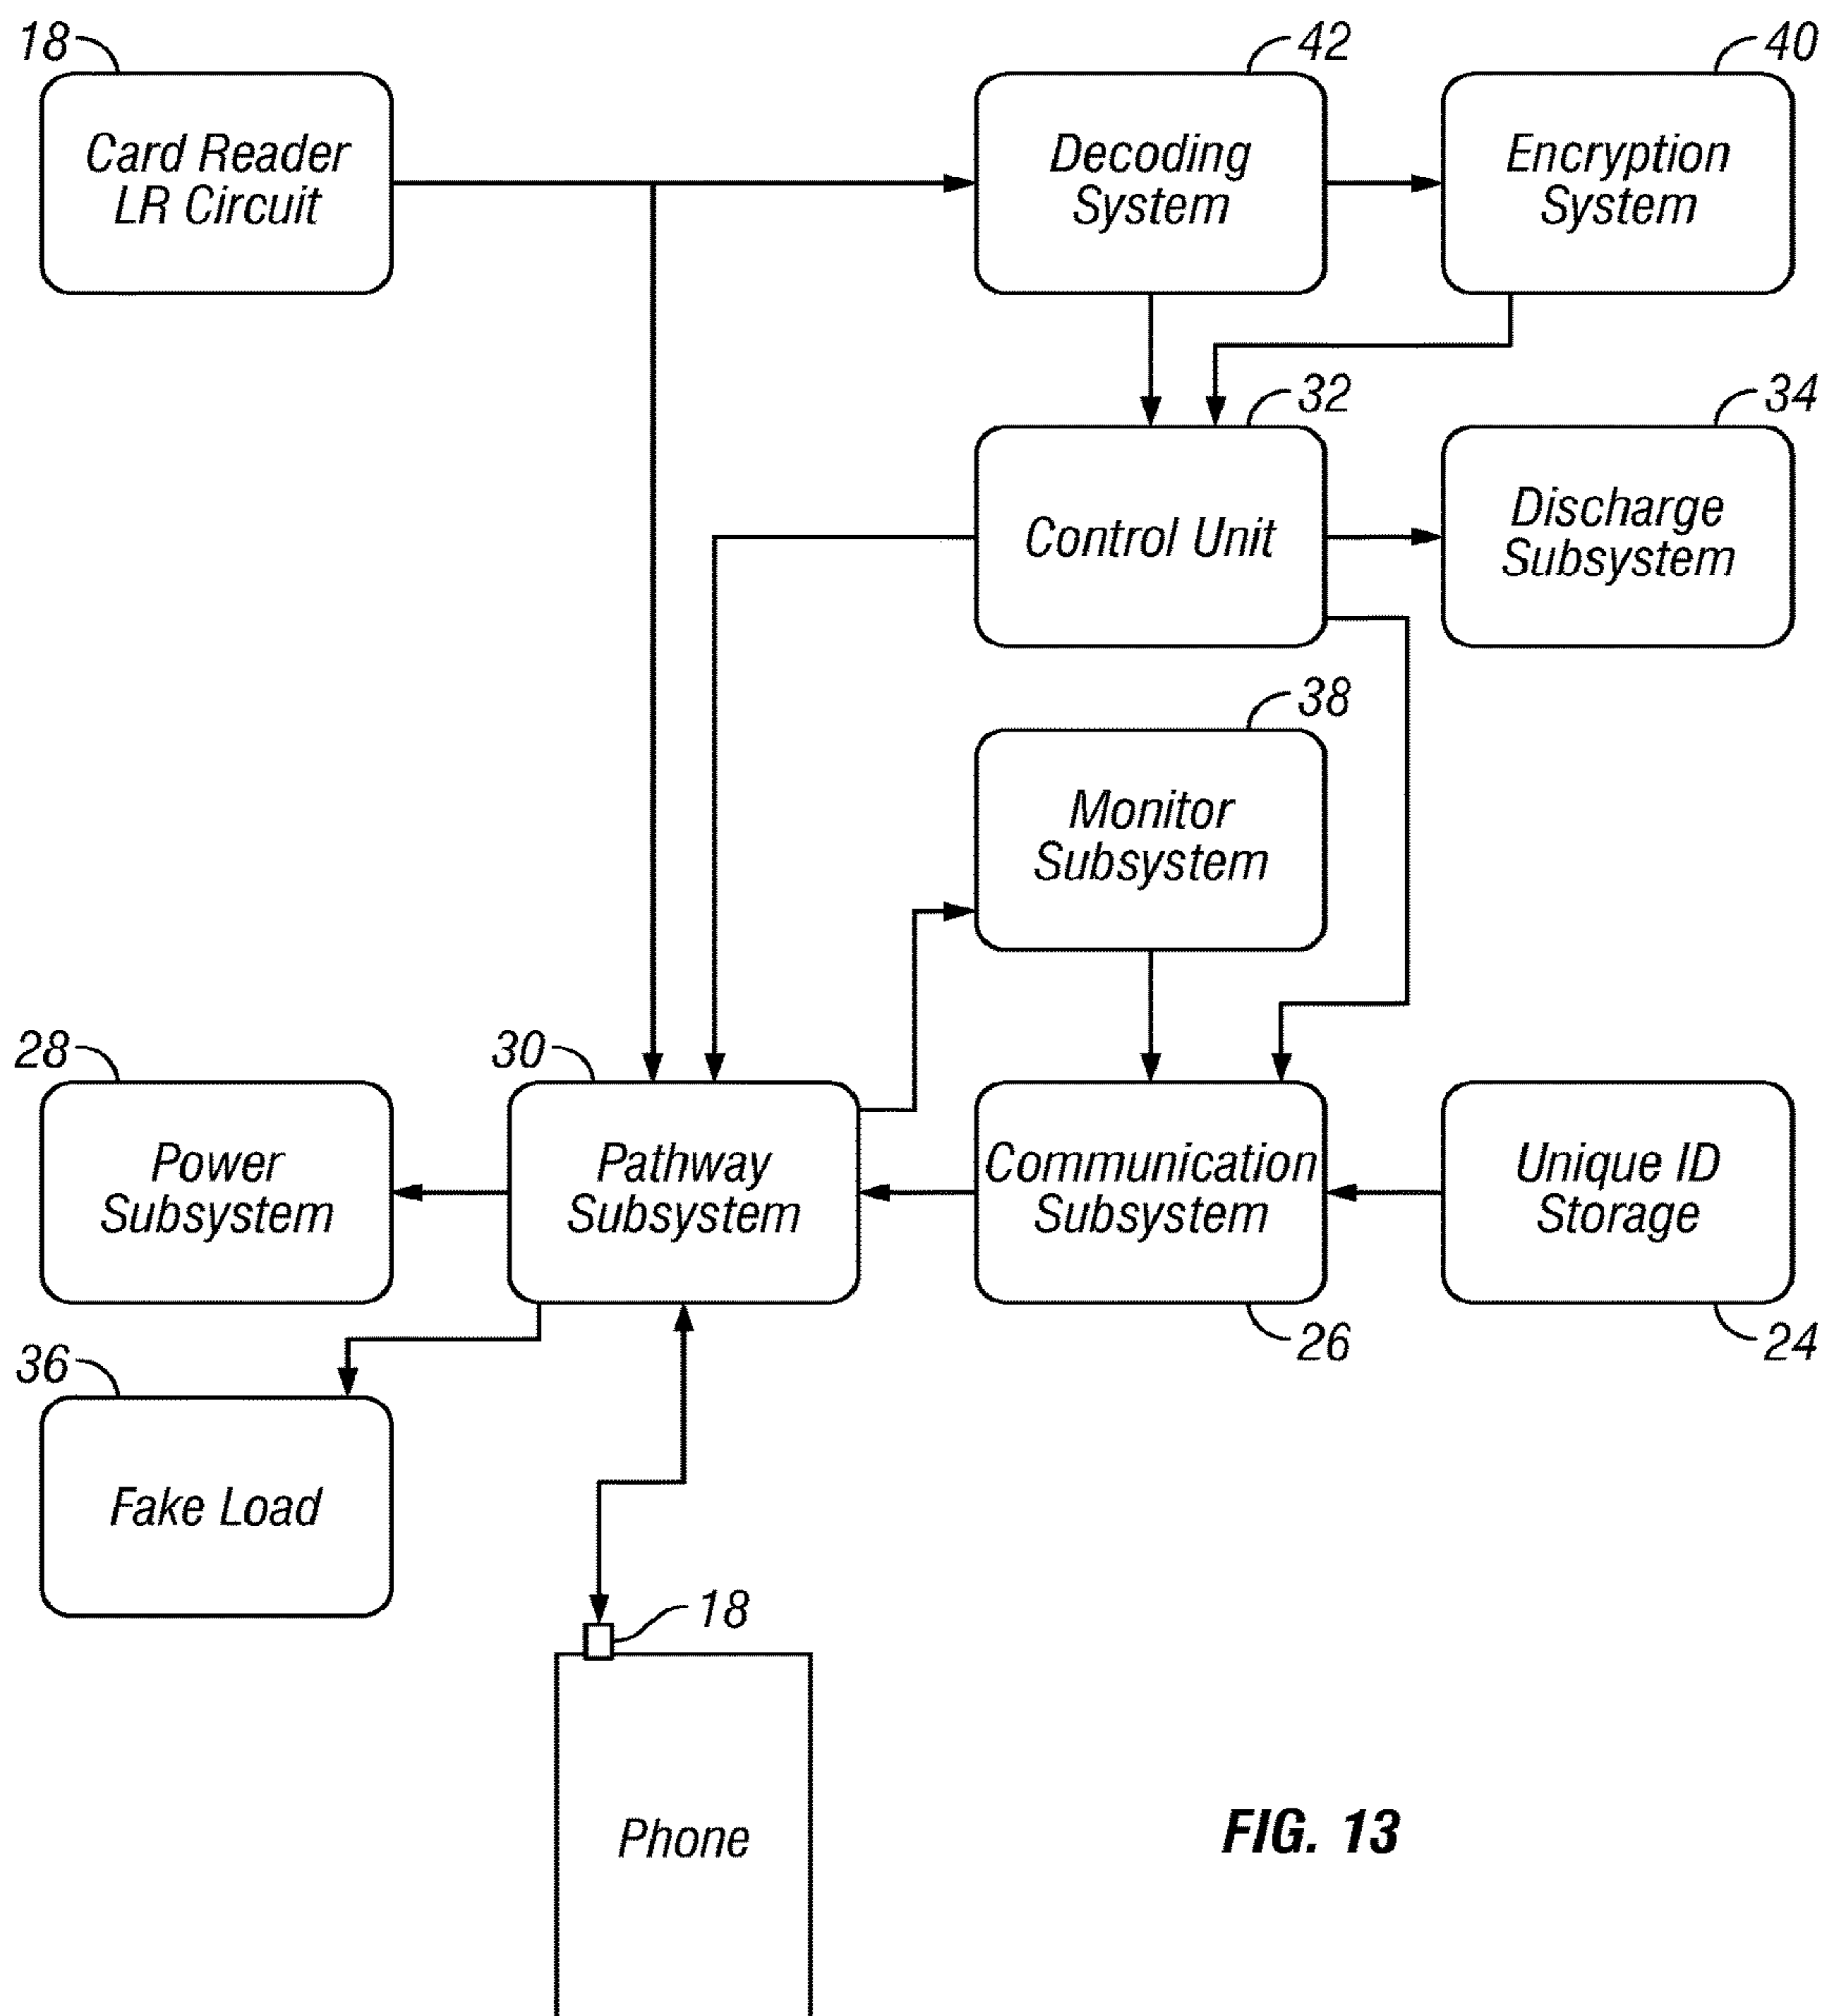 18
42
40
Card Reader
LR Circuit
Decoding
System
Encryption
System
32
34
Control Unit
Discharge
Subsystem
38
Monitor
Subsystem
28
30
Power
Subsystem
Pathway
Subsystem
Communication
Subsystem
Unique ID
Storage
26
24
36
Fake Load
18
Phone
FIG. 13